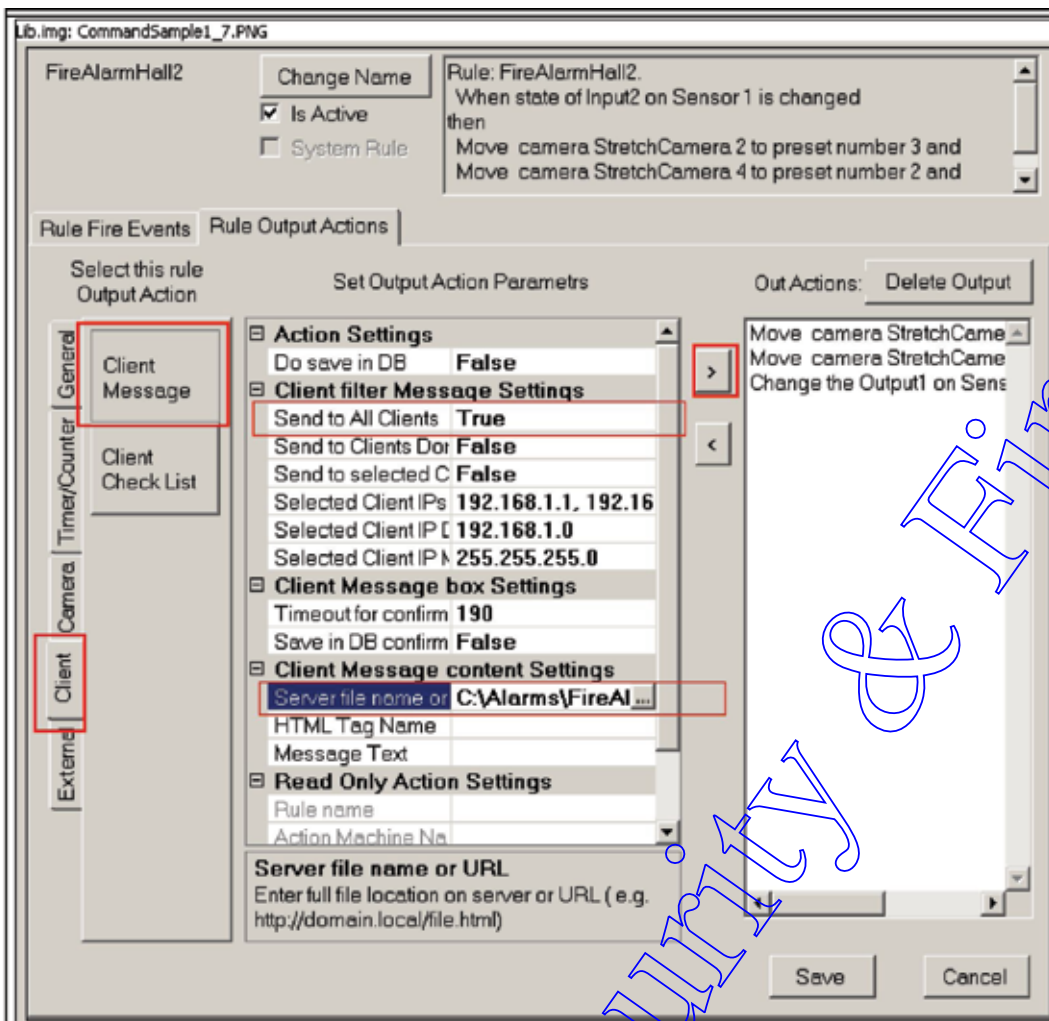 Lib.img: CommandSample1_7.PNG
FireAlarmHall2
Change Name
Is Active
System Rule
Rule: FireAlarmHall2.
When state of Input2 on Sensor 1 is changed
then
Move camera StretchCamera 2 to preset number 3 and
Move camera StretchCamera 4 to preset number 2 and
Rule Fire Events
Rule Output Actions
Select this rule
Output Action
Set Output Action Parametrs
Out Actions:
Delete Output
General
Timer/Counter
Camera
Client
External
Client
Message
Client
Check List
Action Settings
Do save in DB False
Client filter Message Settings
Send to All Clients True
Send to Clients Dor False
Send to selected C False
Selected Client IPs 192.168.1.1, 192.16
Selected Client IP D 192.168.1.0
Selected Client IP M 255.255.255.0
Client Message box Settings
Timeout for confirm 190
Save in DB confirm False
Client Message content Settings
Server file name or C:\Alarms\FireAl ...
HTML Tag Name
Message Text
Read Only Action Settings
Rule name
Action Machine Na
Server file name or URL
Enter full file location on server or URL ( e.g.
http://domain.local/file.html)
>
<
Move camera StretchCame
Move camera StretchCame
Change the Output1 on Sens
Save
Cancel
urity & Fir